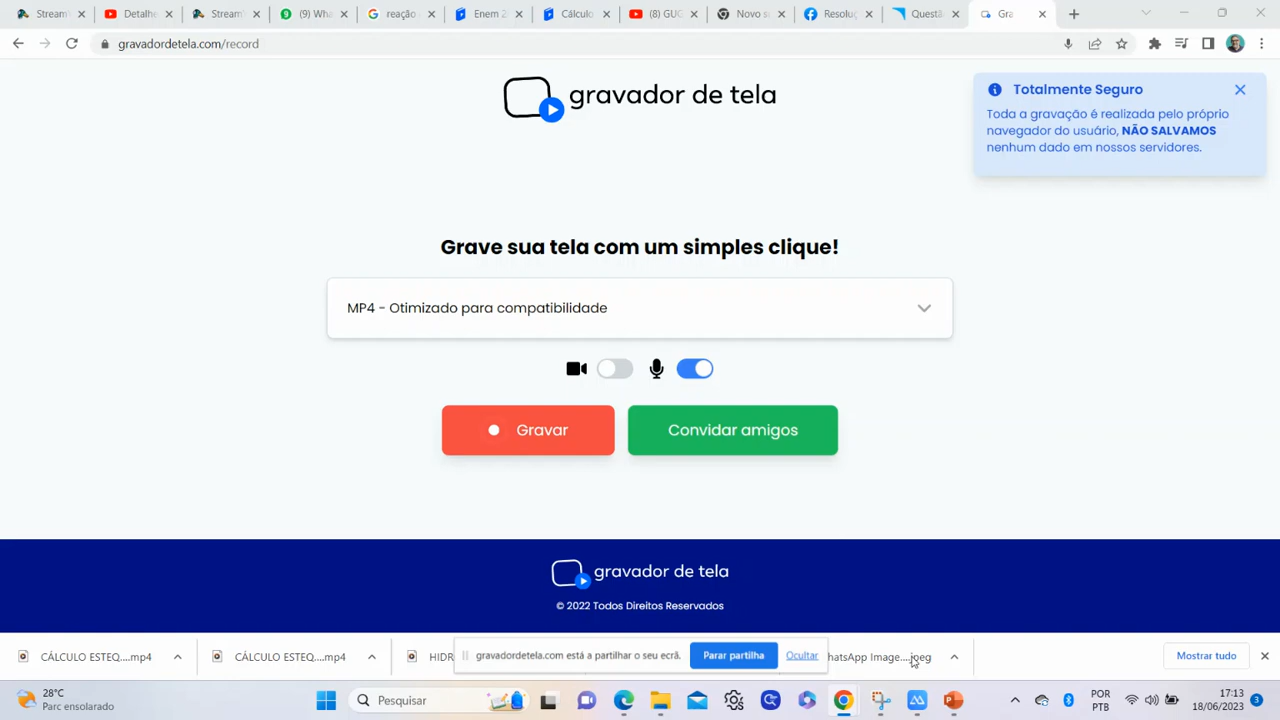 Stream
Detalhe
Stream
(9) Wha
reação
Enem 2
Cálculo
(8) GUG
Novo s
Resoluç
Questã
Gra
gravadordetela.com/record
gravador de tela
Totalmente Seguro
Toda a gravação é realizada pelo próprio
navegador do usuário, NÃO SALVAMOS
nenhum dado em nossos servidores.
Grave sua tela com um simples clique!
MP4 - Otimizado para compatibilidade
Gravar
Convidar amigos
gravador de tela
© 2022 Todos Direitos Reservados
CÁLCULO ESTEQ....mp4
CÁLCULO ESTEQ....mp4
HIDR
gravadordetela.com está a partilhar o seu ecrã.
Parar partilha
Ocultar
hatsApp Image....jpeg
Mostrar tudo
28°C
Parc ensolarado
Pesquisar
POR
PTB
17:13
18/06/2023
3